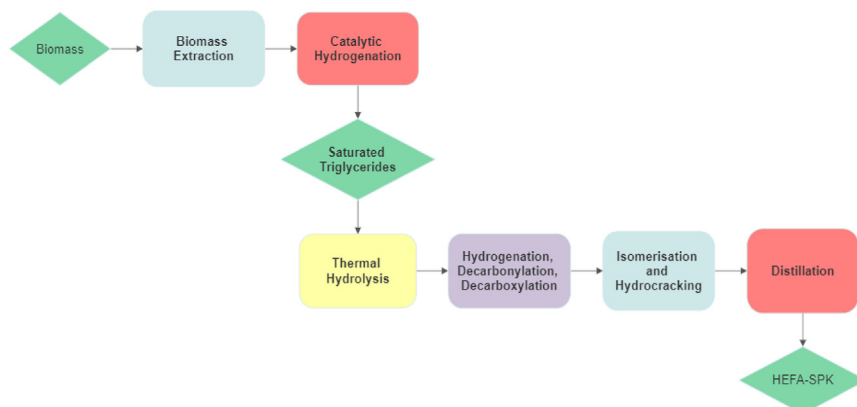 Biomass
Biomass
Extraction
Catalytic
Hydrogenation
Saturated
Triglycerides
Thermal
Hydrolysis
Hydrogenation,
Decarbonylation,
Decarboxylation
Isomerisation
and
Hydrocracking
Distillation
HEFA-SPK